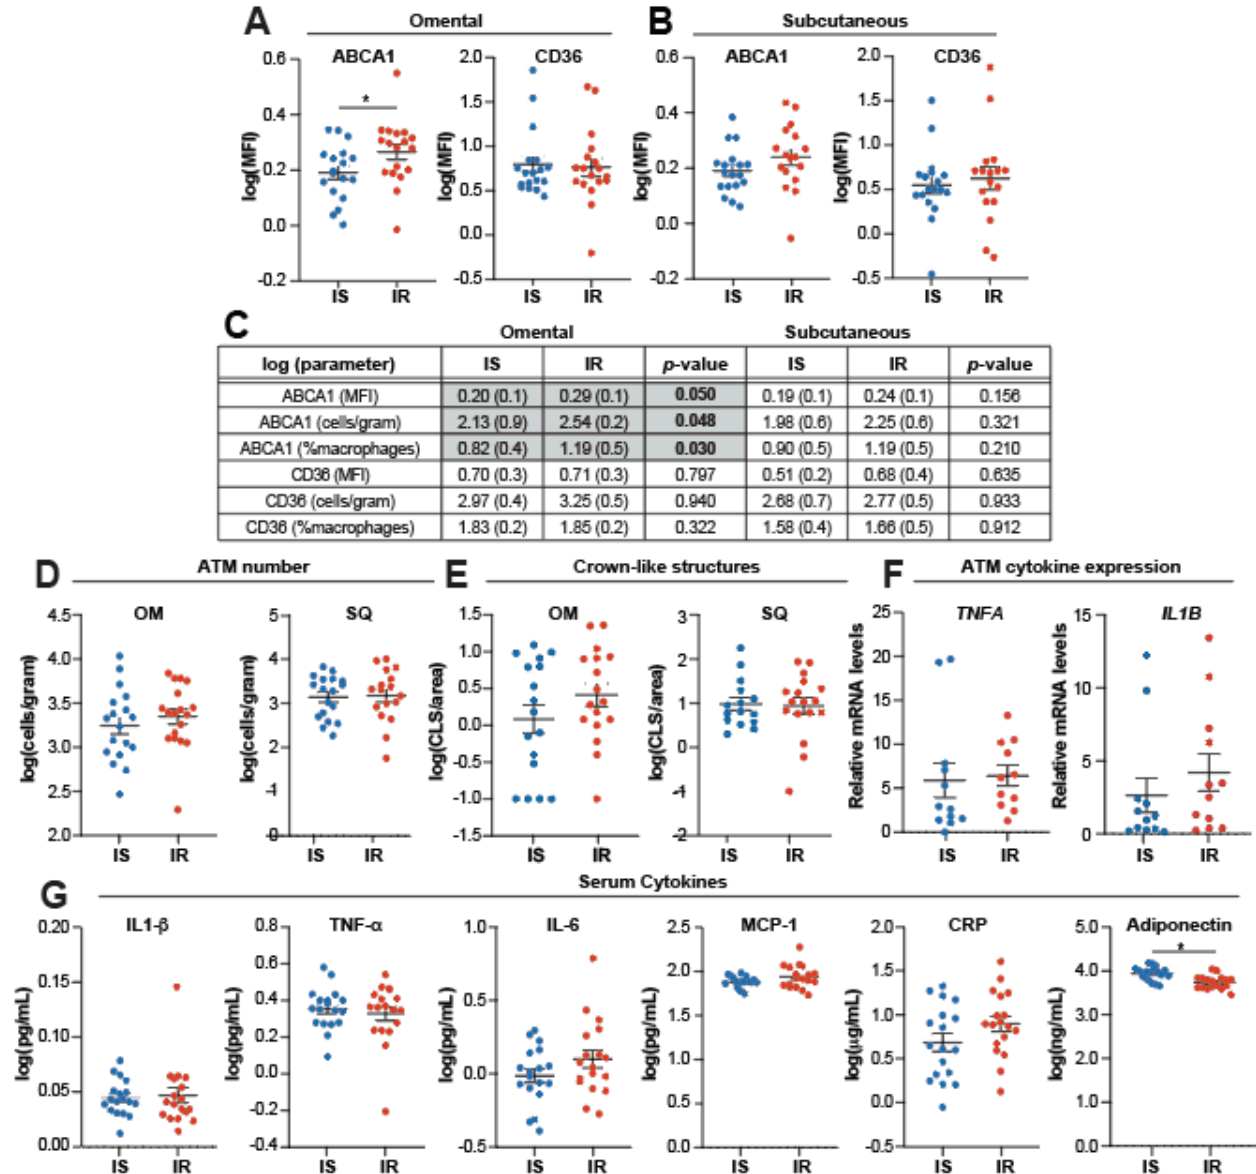 A Omental B Subcutaneous
ABCA1 CD36 ABCA1 CD36
log(MFI) log(MFI) log(MFI) log(MFI)
0.6 0.4 0.2 0.0 -0.2
*
2.0 1.5 1.0 0.5 0.0 -0.5
0.6 0.4 0.2 0.0 -0.2
2.0 1.5 1.0 0.5 0.0 -0.5
IS IR IS IR IS IR IS IR
C Omental Subcutaneous
log (parameter) IS IR p-value IS IR p-value
ABCA1 (MFI) 0.20 (0.1) 0.29 (0.1) 0.050 0.19 (0.1) 0.24 (0.1) 0.156
ABCA1 (cells/gram) 2.13 (0.9) 2.54 (0.2) 0.048 1.98 (0.6) 2.25 (0.6) 0.321
ABCA1 (%macrophages) 0.82 (0.4) 1.19 (0.5) 0.030 0.90 (0.5) 1.19 (0.5) 0.210
CD36 (MFI) 0.70 (0.3) 0.71 (0.3) 0.797 0.51 (0.2) 0.68 (0.4) 0.635
CD36 (cells/gram) 2.97 (0.4) 3.25 (0.5) 0.940 2.68 (0.7) 2.77 (0.5) 0.933
CD36 (%macrophages) 1.83 (0.2) 1.85 (0.2) 0.322 1.58 (0.4) 1.66 (0.5) 0.912
D ATM number E Crown-like structures F ATM cytokine expression
OM SQ OM SQ TNFA IL1B
log(cells/gram) log(cells/gram) log(CLS/area) log(CLS/area) Relative mRNA levels Relative mRNA levels
4.5 4.0 3.5 3.0 2.5 2.0
5 4 3 2 1 0
1.5 1.0 0.5 0.0 -0.5 -1.0 -1.5
3 2 1 0 -1 -2
25 20 15 10 5 0
15 10 5 0
IS IR IS IR IS IR IS IR IS IR IS IR
G Serum Cytokines
IL1-β TNF-α IL-6 MCP-1 CRP Adiponectin
log(pg/mL) log(pg/mL) log(pg/mL) log(pg/mL) log(μg/mL) log(ng/mL)
0.20 0.15 0.10 0.05 0.00
0.8 0.6 0.4 0.2 0.0 -0.2 -0.4
1.0 0.5 0.0 -0.5
2.5 2.0 1.5 1.0 0.5 0.0
2.0 1.5 1.0 0.5 0.0 -0.5
5.0 4.0 3.0 2.0 1.0 0.0
*
IS IR IS IR IS IR IS IR IS IR IS IR